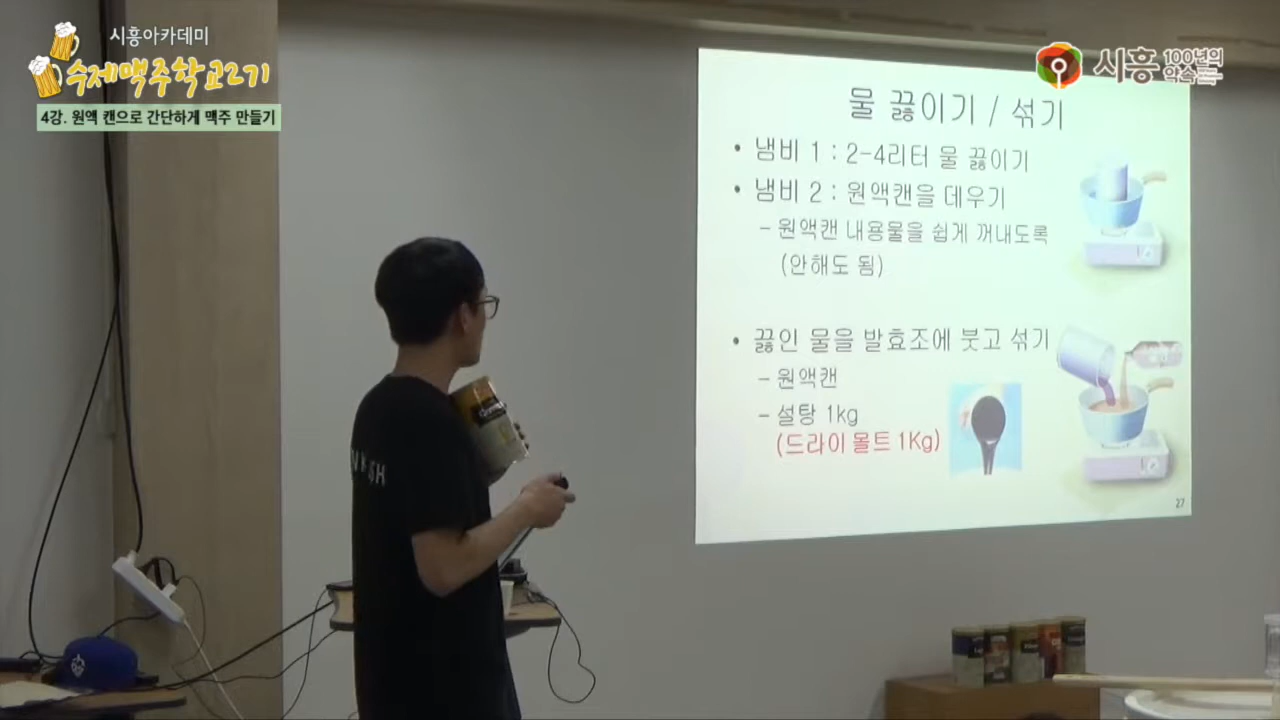 시흥아카데미
수제맥주학교2기
4강. 원액 캔으로 간단하게 맥주 만들기
시흥 100년의
약속
물 끓이기 / 섞기
• 냄비 1 : 2-4리터 물 끓이기
• 냄비 2 : 원액캔을 데우기
- 원액캔 내용물을 쉽게 꺼내도록
(안해도 됨)
• 끓인 물을 발효조에 붓고 섞기
- 원액캔
- 설탕 1kg
(드라이 몰트 1Kg)
27